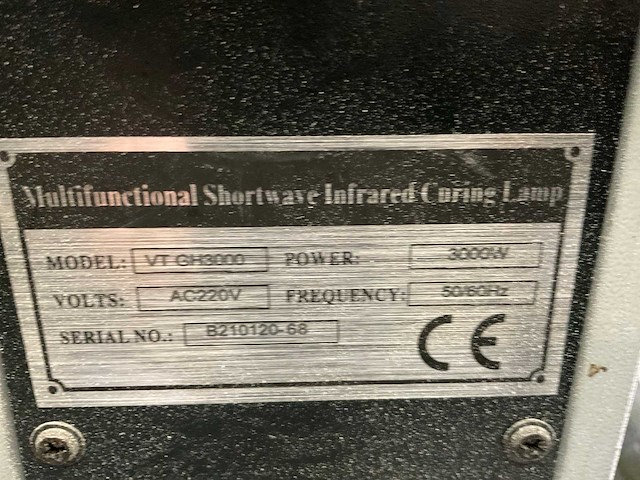 Multifunctional Shortwave Infrared Curing Lamp
MODEL: VT GH3000 POWER: 3000W
VOLTS: AC220V FREQUENCY: 50/60Hz
SERIAL NO.: B210120-68
CE